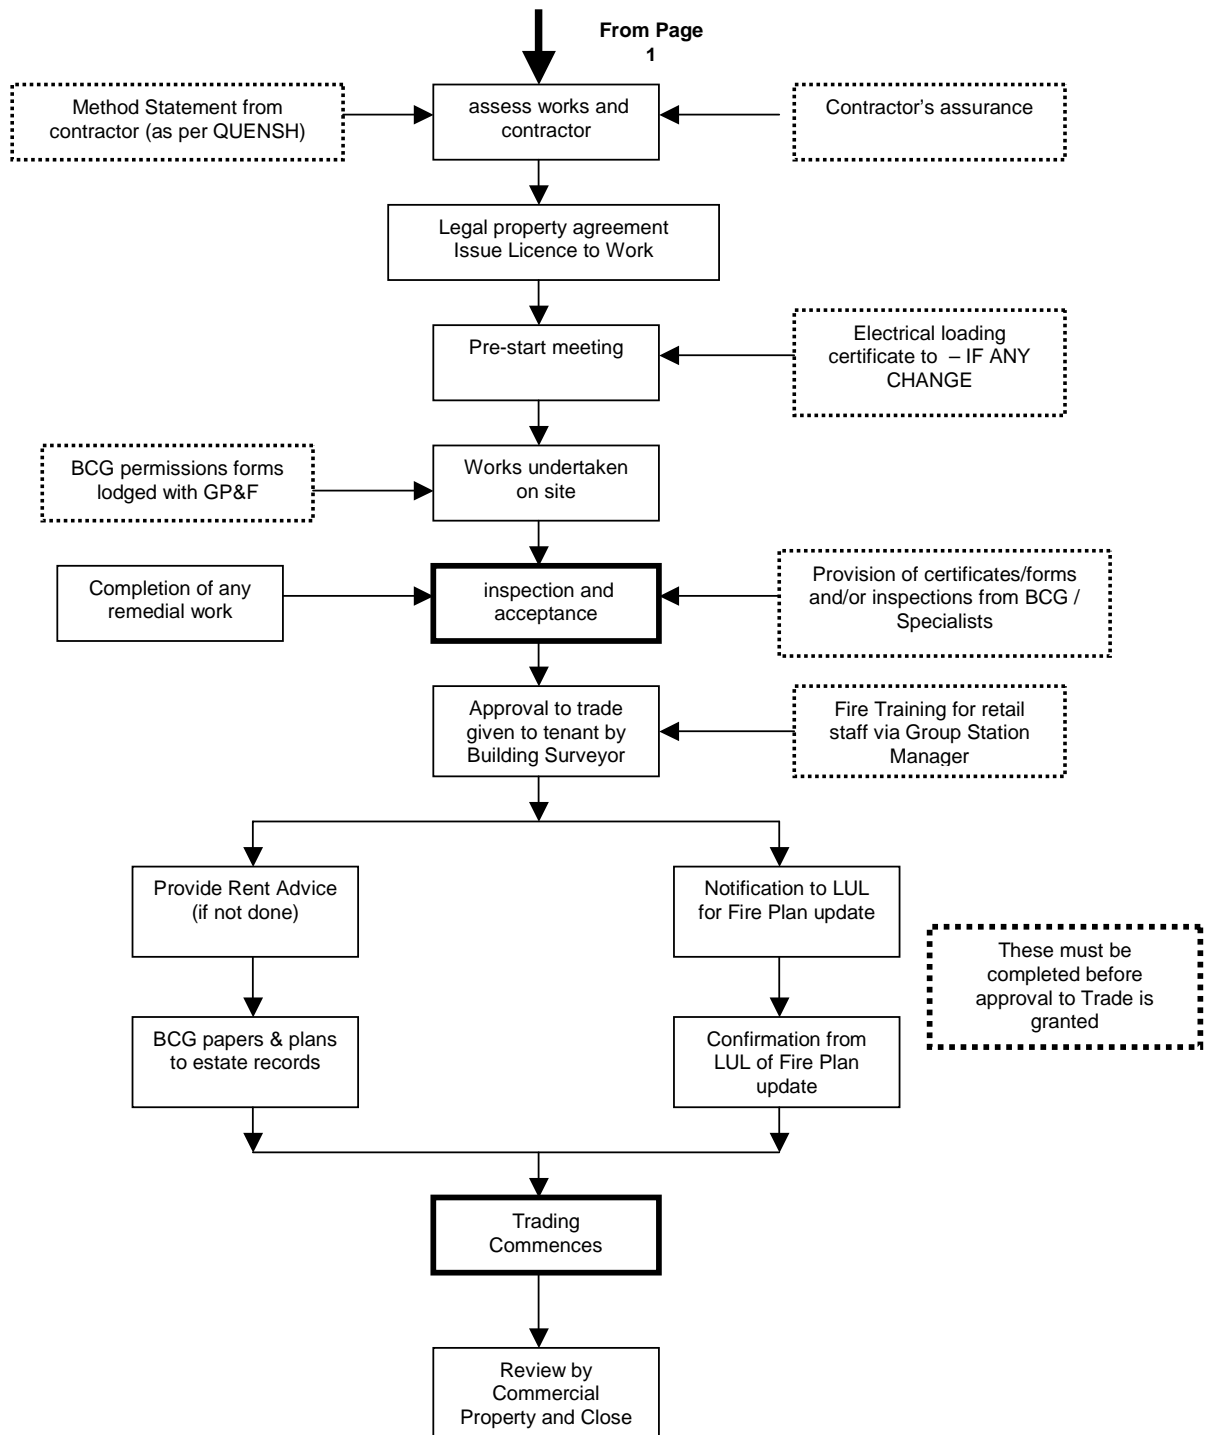 From Page
1
Method Statement from
contractor (as per QUENSH)
assess works and
contractor
Contractor’s assurance
Legal property agreement
Issue Licence to Work
Pre-start meeting
Electrical loading
certificate to  – IF ANY
CHANGE
BCG permissions forms
lodged with GP&F
Works undertaken
on site
Completion of any
remedial work
inspection and
acceptance
Provision of certificates/forms
and/or inspections from BCG /
Specialists
Approval to trade
given to tenant by
Building Surveyor
Fire Training for retail
staff via Group Station
Manager
Provide Rent Advice
(if not done)
Notification to LUL
for Fire Plan update
These must be
completed before
approval to Trade is
granted
BCG papers & plans
to estate records
Confirmation from
LUL of Fire Plan
update
Trading
Commences
Review by
Commercial
Property and Close